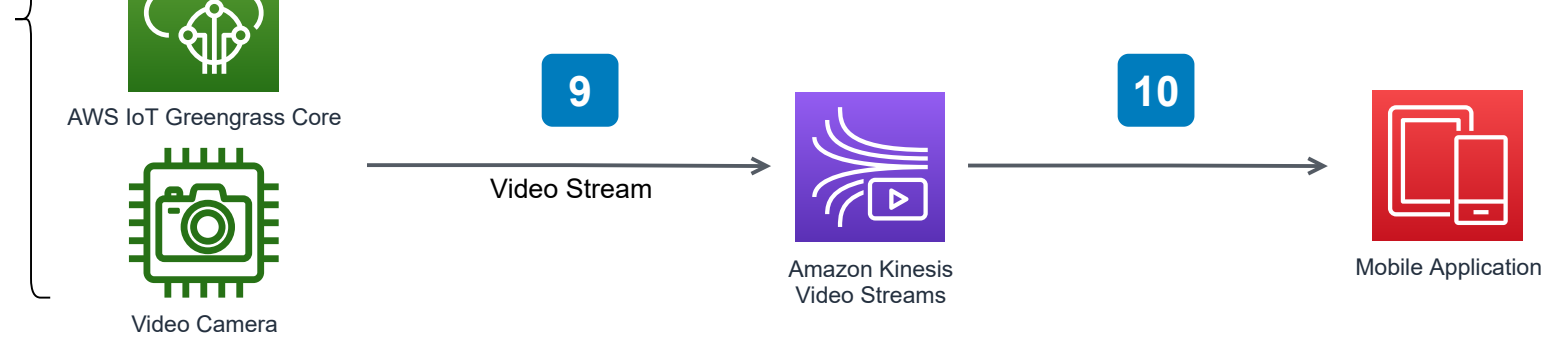 9
10
AWS IoT Greengrass Core
Video Stream
Amazon Kinesis
Video Streams
Mobile Application
Video Camera